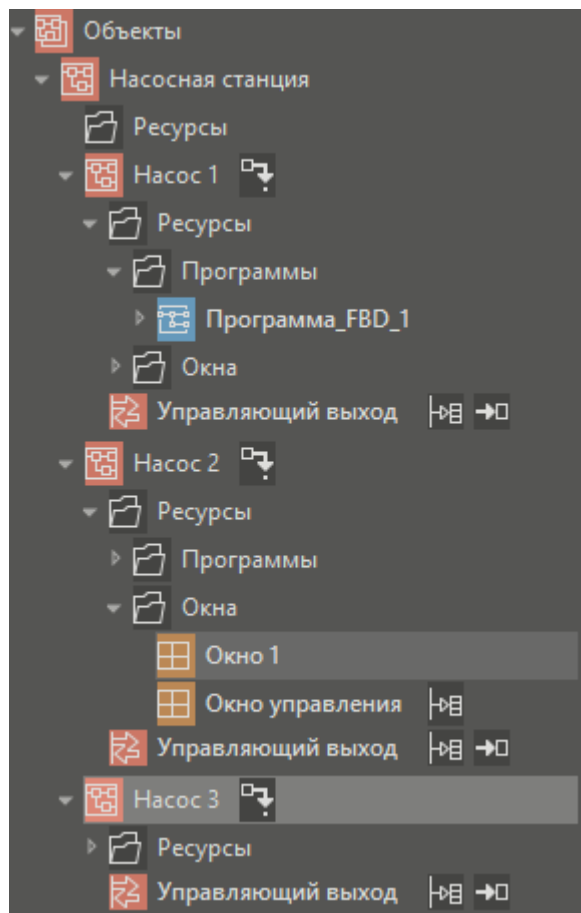 Объекты
Насосная станция
Ресурсы
Насос 1
Ресурсы
Программы
Программа_FBD_1
Окна
Управляющий выход
Насос 2
Ресурсы
Программы
Окна
Окно 1
Окно управления
Управляющий выход
Насос 3
Ресурсы
Управляющий выход